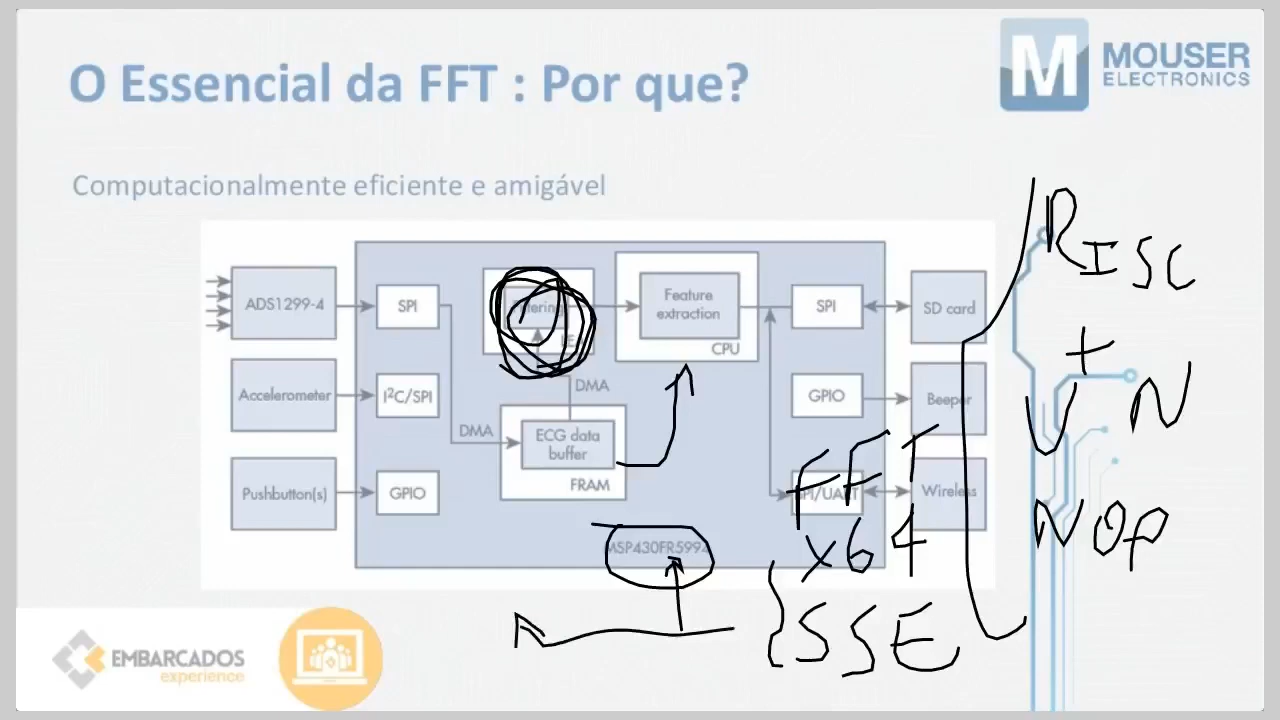 O Essencial da FFT : Por que?
M MOUSER
ELECTRONICS
Computacionalmente eficiente e amigável
RISC
+
V N
NOP
ADS1299-4
SPI
Feature
extraction
CPU
SPI
SD card
Accelerometer
I²C/SPI
DMA
GPIO
Beeper
DMA
ECG data
buffer
FRAM
Pushbutton(s)
GPIO
SPI/UART
Wireless
MSP430FR5994
FFT
x64
SSE
EMBARCADOS
experience